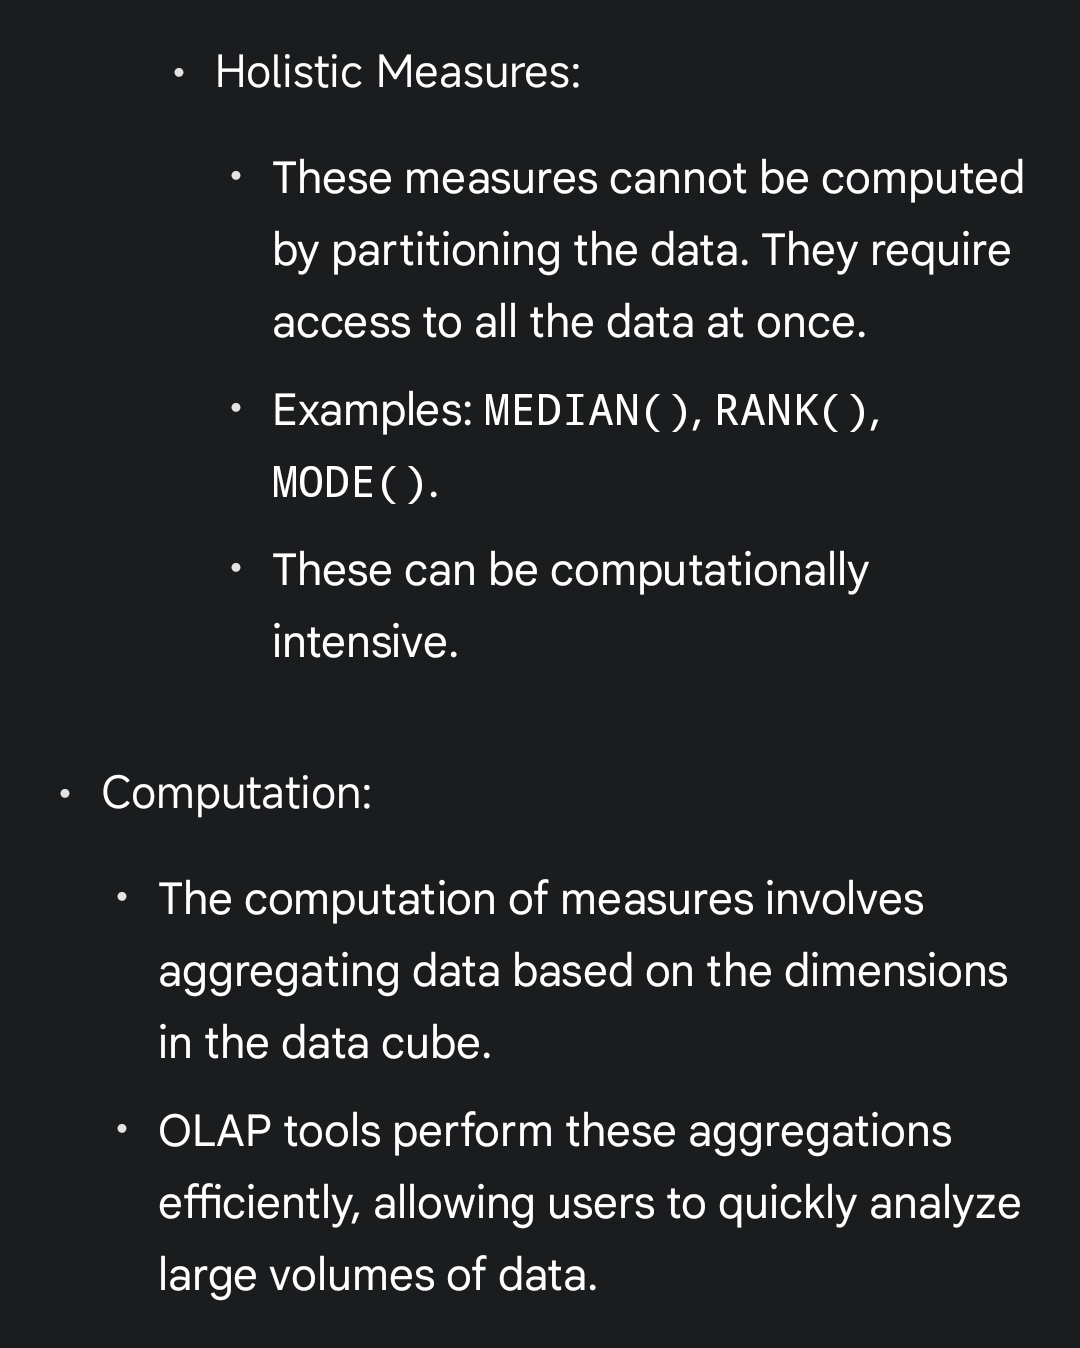 • Holistic Measures:
• These measures cannot be computed
by partitioning the data. They require
access to all the data at once.
• Examples: MEDIAN(), RANK(),
MODE().
• These can be computationally
intensive.
• Computation:
• The computation of measures involves
aggregating data based on the dimensions
in the data cube.
• OLAP tools perform these aggregations
efficiently, allowing users to quickly analyze
large volumes of data.